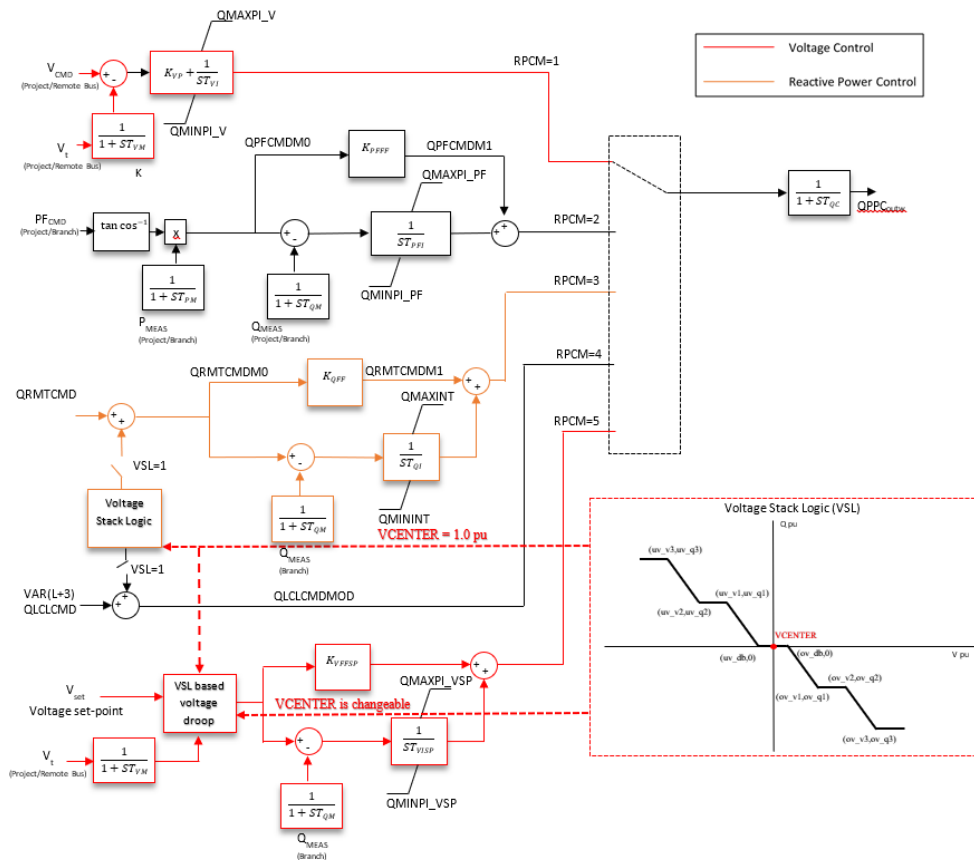 QMAXPI_V
V_CMD
(Project/Remote Bus)
+
-
K_VP + 1/ST_VI
RPCM=1
QMINPI_V
1/(1 + ST_VM)
V_t
(Project/Remote Bus)
K
Voltage Control
Reactive Power Control
QPFCMDM0
K_PFFF
QPFCMDM1
QMAXPI_PF
PF_CMD
(Project/Branch)
tan cos⁻¹
x
+
-
1/ST_PFI
+
+
RPCM=2
QMINPI_PF
1/(1 + ST_PM)
P_MEAS
(Project/Branch)
1/(1 + ST_QM)
Q_MEAS
(Project/Branch)
1/(1 + ST_QC)
QPPC_outw
RPCM=3
QRMTCMDM0
K_QFF
QRMTCMDM1
QRMTCMD
+
+
QMAXINT
+
+
RPCM=4
+
-
1/ST_QI
QMININT
VSL=1
Voltage
Stack Logic
1/(1 + ST_QM)
Q_MEAS
(Branch)
VCENTER = 1.0 pu
RPCM=5
VSL=1
VAR(L+3)
QLCLCMD
+
+
QLCLCMDMOD
K_VFFSP
+
+
QMAXPI_VSP
V_set
Voltage set-point
VSL based
voltage
droop
VCENTER is changeable
+
-
1/ST_VISP
QMINPI_VSP
V_t
(Project/Remote Bus)
1/(1 + ST_VM)
1/(1 + ST_QM)
Q_MEAS
(Branch)
Voltage Stack Logic (VSL)
Q pu
(uv_v3,uv_q3)
(uv_v2,uv_q2)
(uv_v1,uv_q1)
VCENTER
(uv_db,0)
(ov_db,0)
V pu
(ov_v2,ov_q2)
(ov_v1,ov_q1)
(ov_v3,ov_q3)